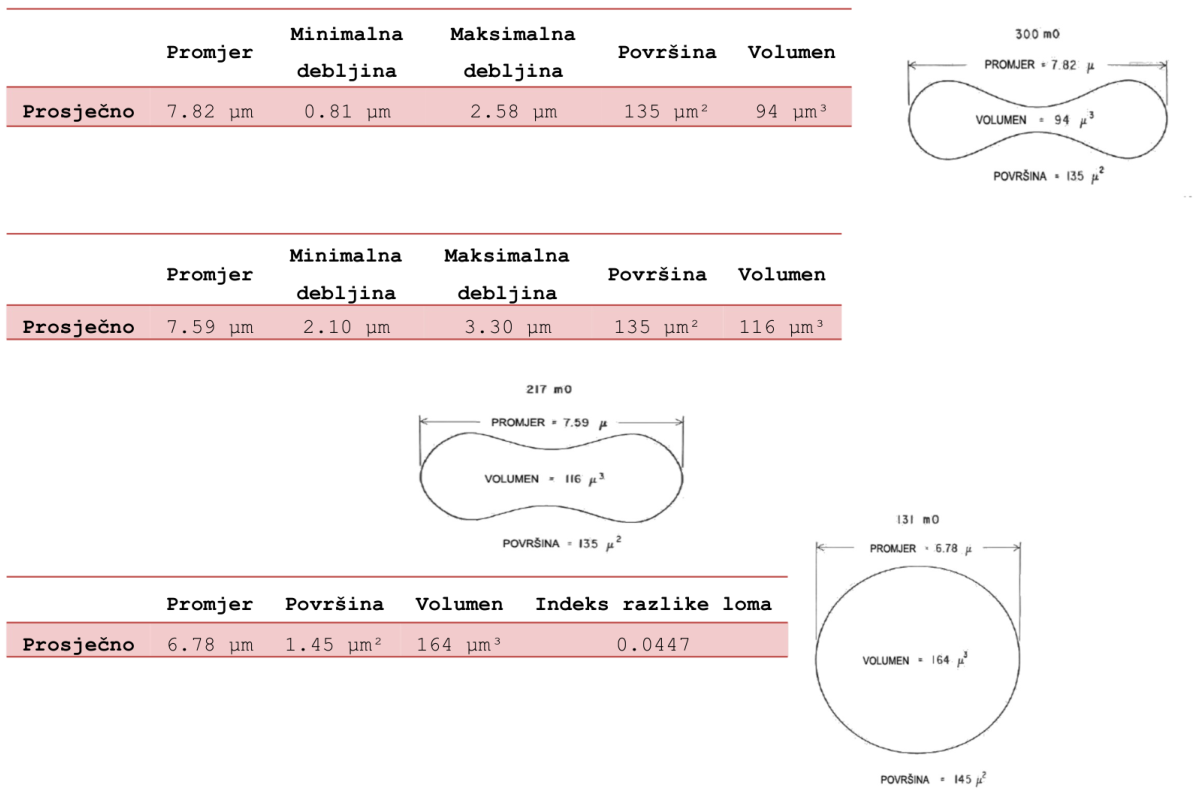 Promjer Minimalna debljina Maksimalna debljina Površina Volumen
Prosječno 7.82 µm 0.81 µm 2.58 µm 135 µm² 94 µm³
300 mO
PROMJER = 7.82 µ
VOLUMEN = 94 µ³
POVRŠINA = 135 µ²
Promjer Minimalna debljina Maksimalna debljina Površina Volumen
Prosječno 7.59 µm 2.10 µm 3.30 µm 135 µm² 116 µm³
217 mO
PROMJER = 7.59 µ
VOLUMEN = 116 µ³
POVRŠINA = 135 µ²
Promjer Površina Volumen Indeks razlike loma
Prosječno 6.78 µm 1.45 µm² 164 µm³ 0.0447
131 mO
PROMJER = 6.78 µ
VOLUMEN = 164 µ³
POVRŠINA = 145 µ²